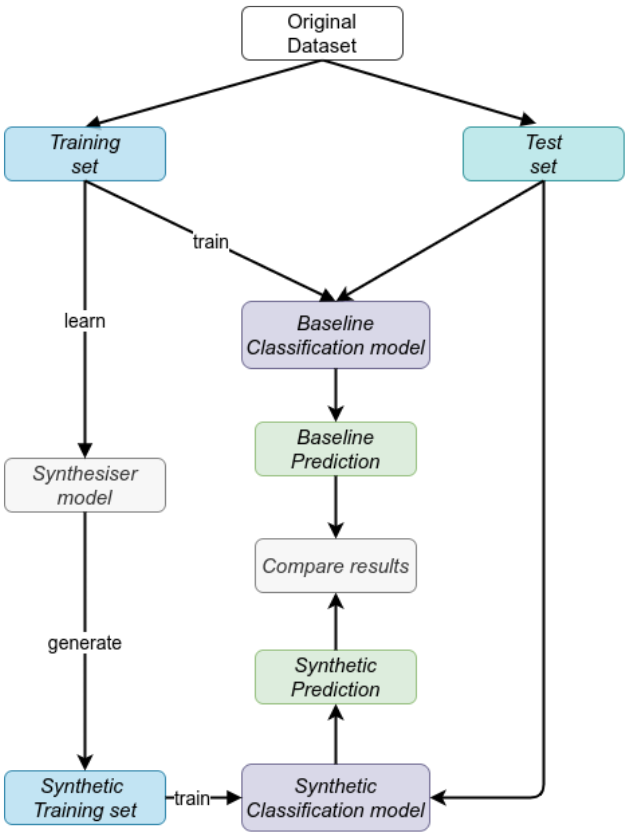 Original
Dataset
Training
set
Test
set
train
learn
Baseline
Classification model
Baseline
Prediction
Synthesiser
model
Compare results
generate
Synthetic
Prediction
Synthetic
Training set
train
Synthetic
Classification model